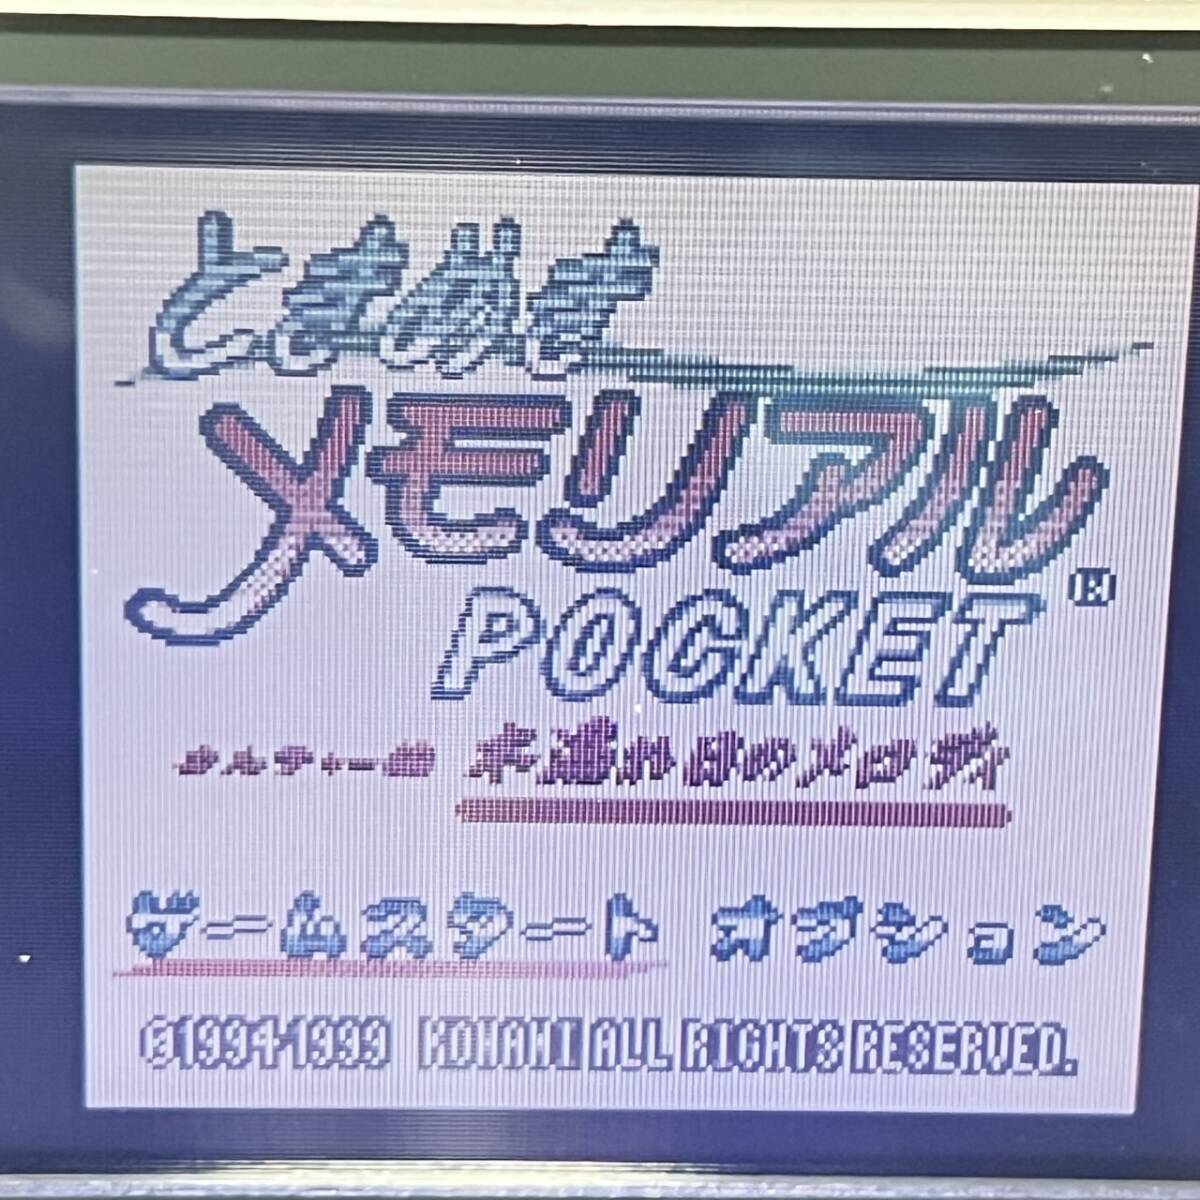 ときめき
メモリアル®
POCKET
カルチャー編 木漏れ日のメロディ
ゲームスタート オプション
©1994-1999 KONAMI ALL RIGHTS RESERVED.